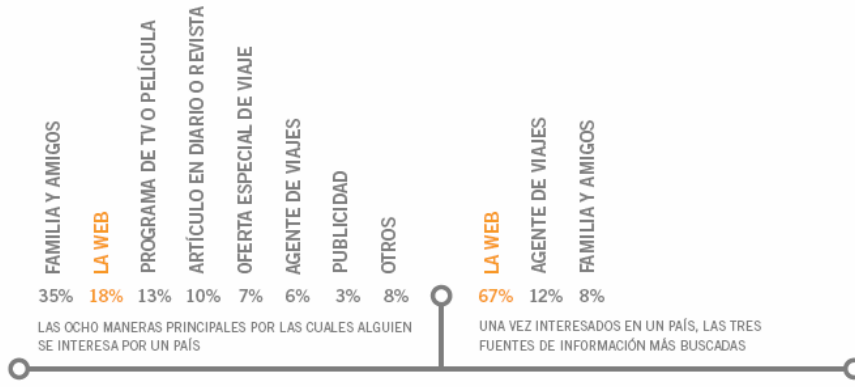 FAMILIA Y AMIGOS
LA WEB
PROGRAMA DE TV O PELÍCULA
ARTÍCULO EN DIARIO O REVISTA
OFERTA ESPECIAL DE VIAJE
AGENTE DE VIAJES
PUBLICIDAD
OTROS
35% 18% 13% 10% 7% 6% 3% 8%
LAS OCHO MANERAS PRINCIPALES POR LAS CUALES ALGUIEN
SE INTERESA POR UN PAÍS
LA WEB
AGENTE DE VIAJES
FAMILIA Y AMIGOS
67% 12% 8%
UNA VEZ INTERESADOS EN UN PAÍS, LAS TRES
FUENTES DE INFORMACIÓN MÁS BUSCADAS